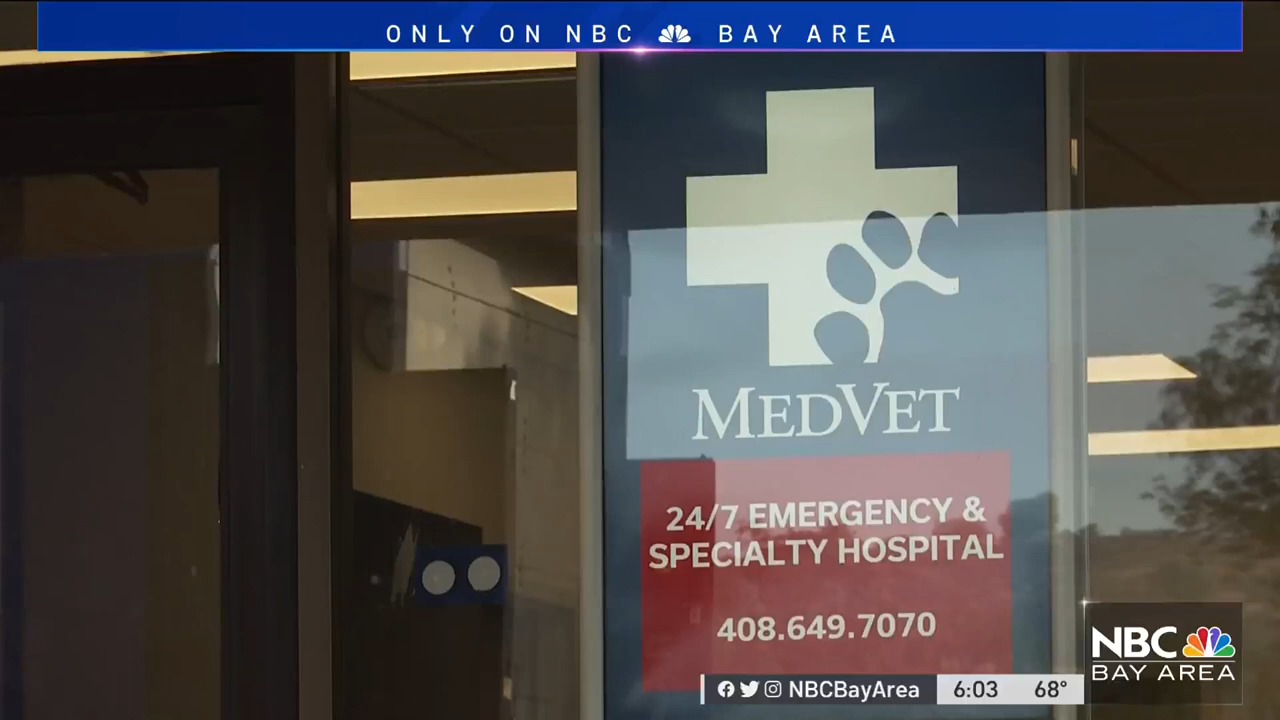 ONLY ON NBC BAY AREA
MEDVET
24/7 EMERGENCY &
SPECIALTY HOSPITAL
408.649.7070
NBC
BAY AREA
NBCBayArea 6:03 68°